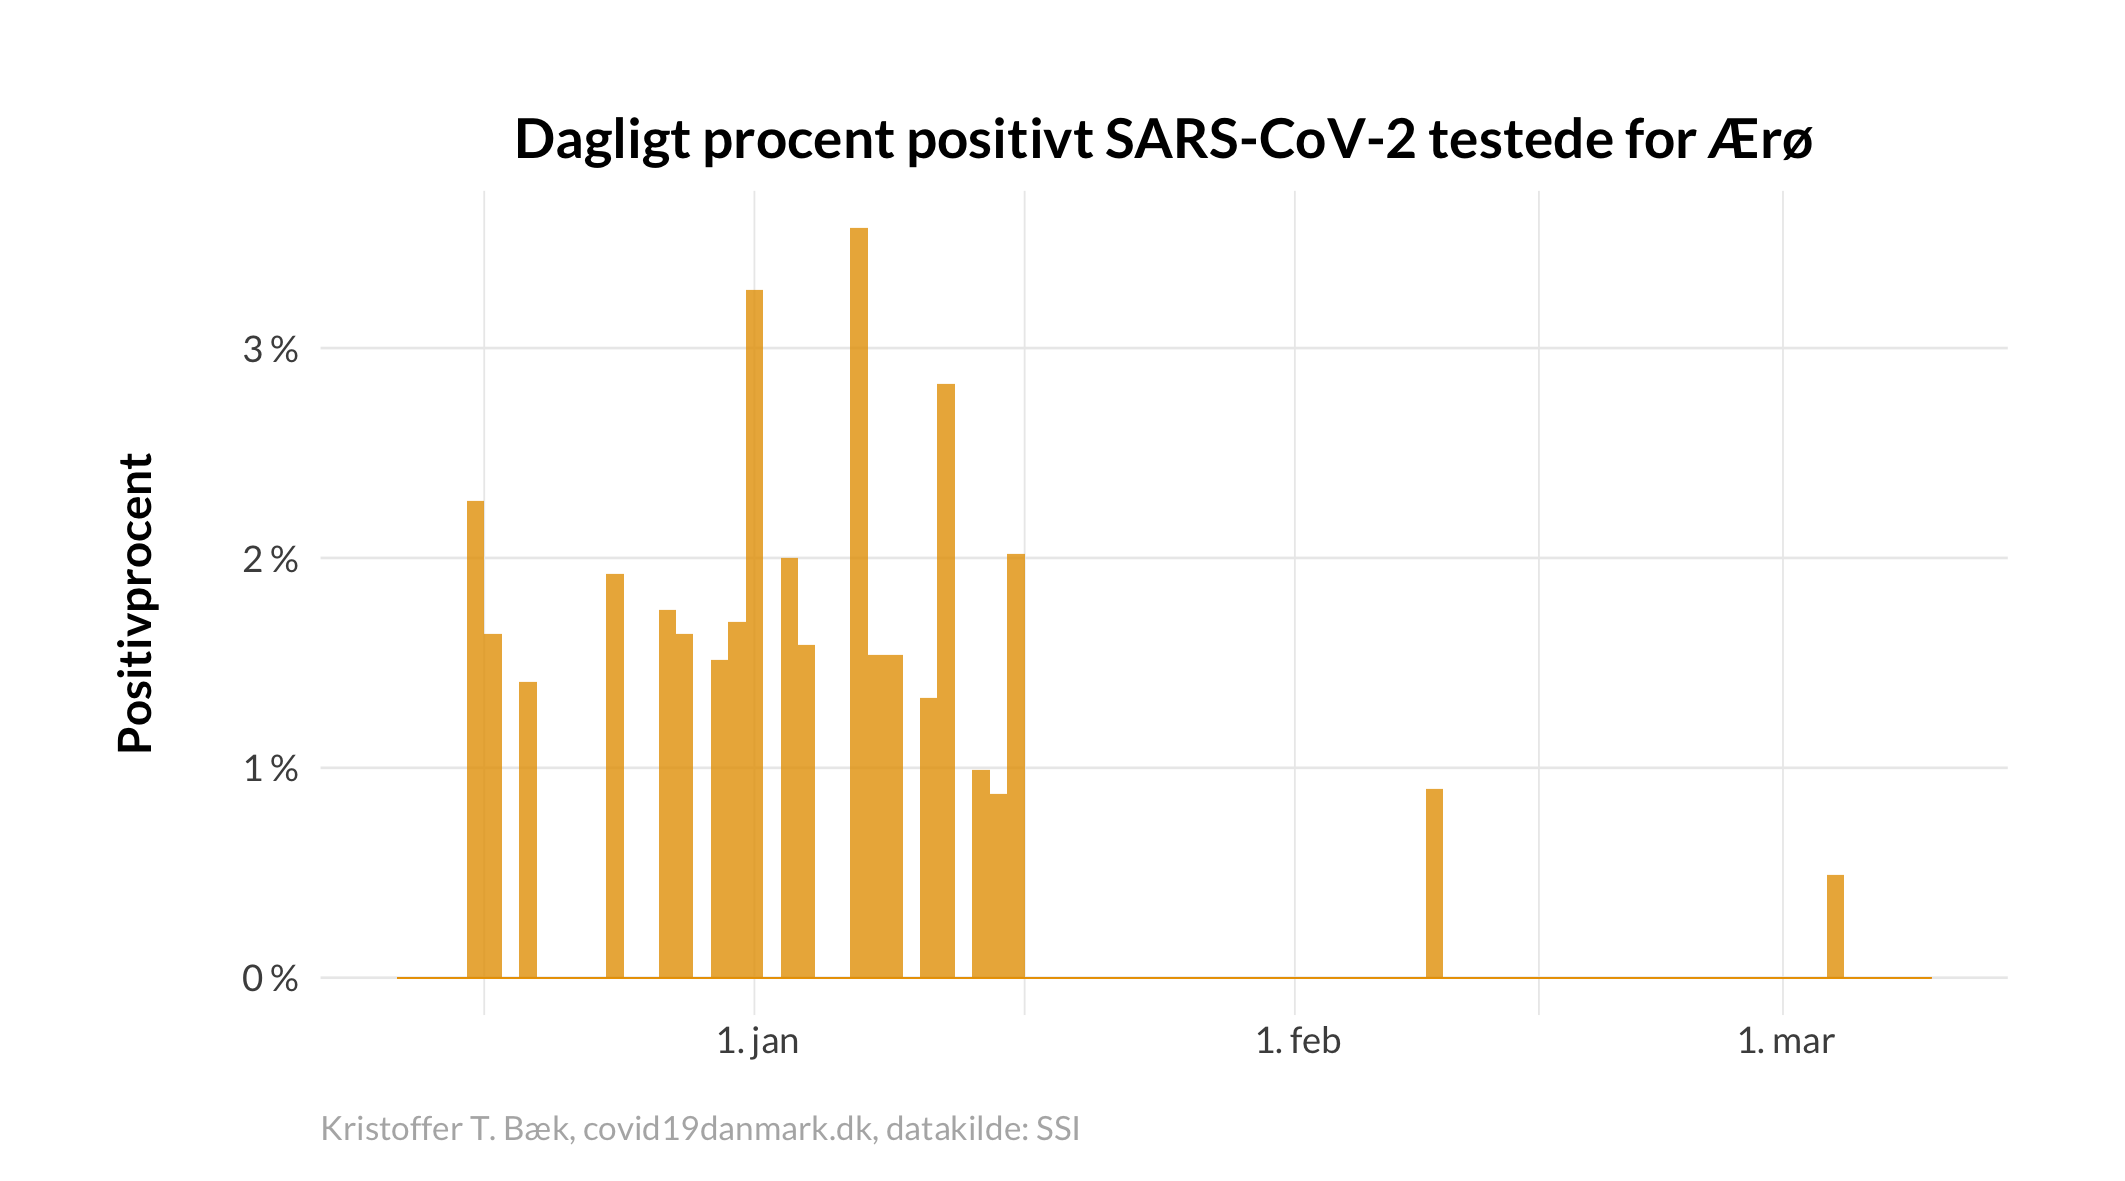 Dagligt procent positivt SARS-CoV-2 testede for Ærø
Positivprocent
3 %
2 %
1 %
0 %
1. jan
1. feb
1. mar
Kristoffer T. Bæk, covid19danmark.dk, datakilde: SSI